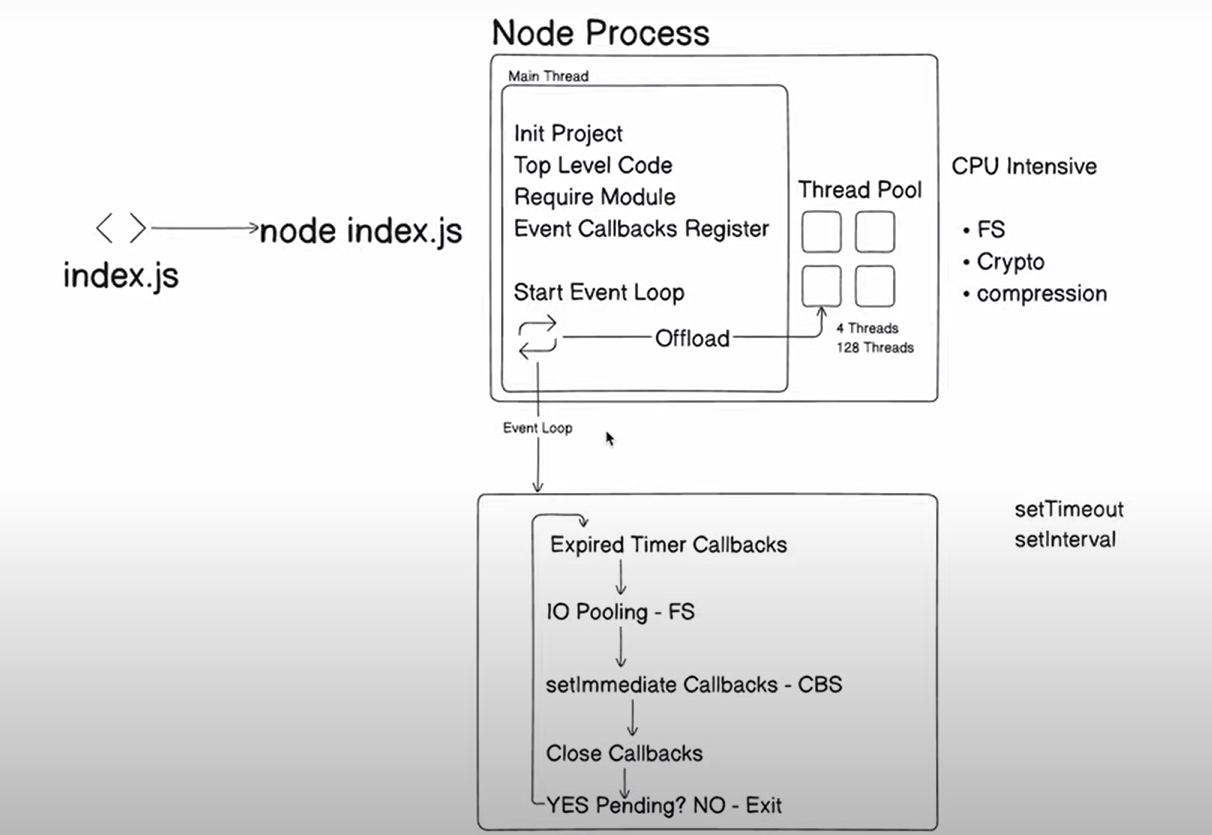 Node Process
Main Thread
Init Project
Top Level Code
Require Module
Event Callbacks Register
Start Event Loop
Offload
Thread Pool
4 Threads
128 Threads
CPU Intensive
• FS
• Crypto
• compression
< >
node index.js
index.js
Event Loop
Expired Timer Callbacks
IO Pooling - FS
setImmediate Callbacks - CBS
Close Callbacks
YES Pending? NO - Exit
setTimeout
setInterval